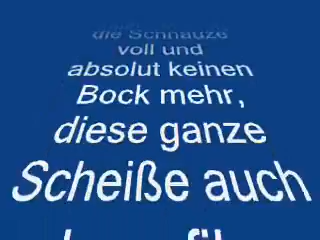 die Schnauze
voll und
absolut keinen
Bock mehr,
diese ganze
Scheiße auch